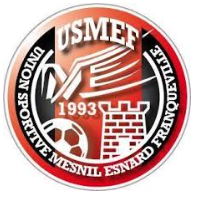 USMEF
1993
UNION SPORTIVE MESNIL ESNARD FRANQUEVILLE